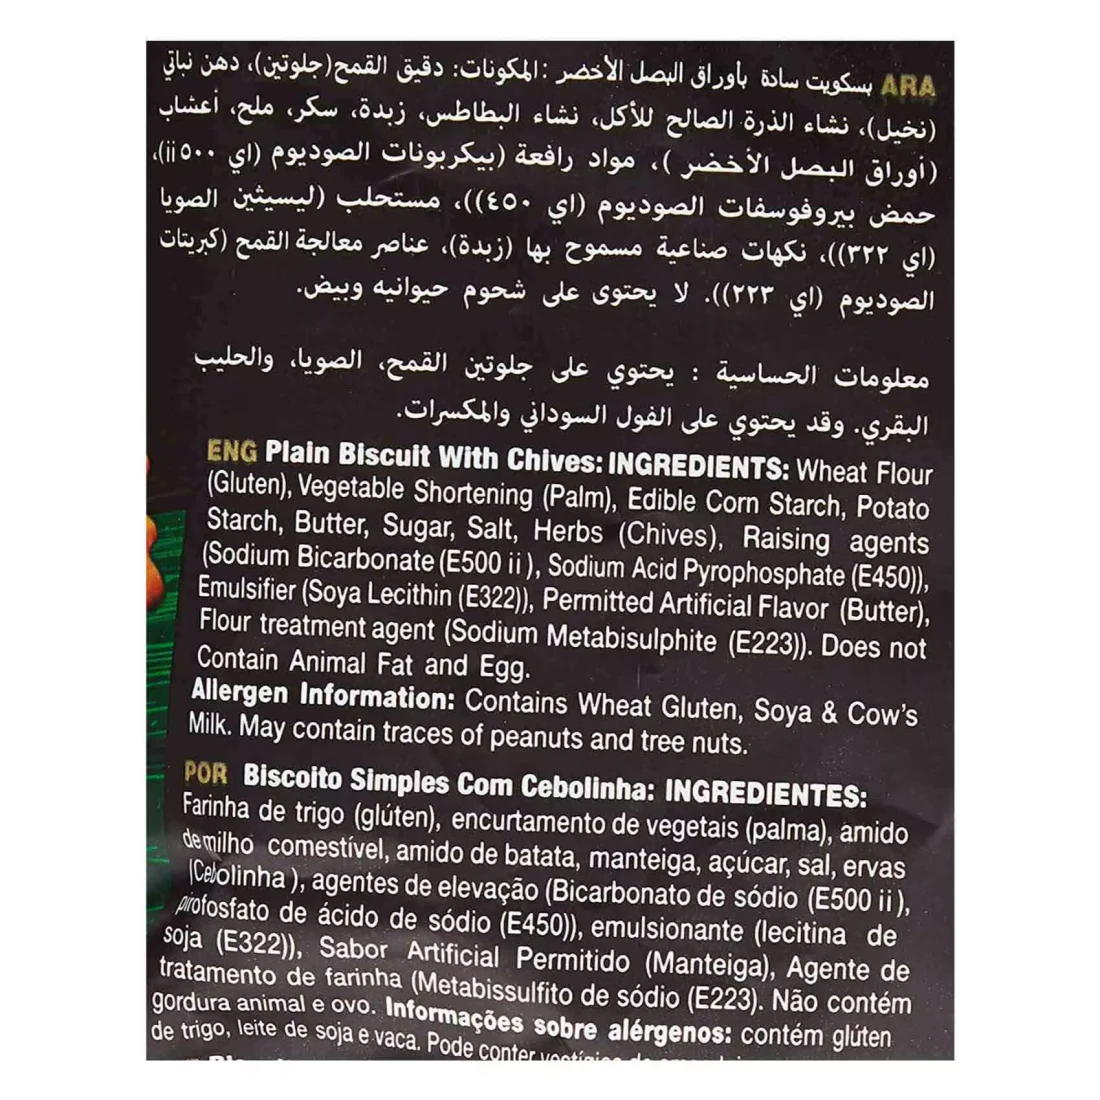 ARA بسكويت سادة بأوراق البصل الأخضر :المكونات: دقيق القمح(جلوتين)، دهن نباتي
(نخيل)، نشاء الذرة الصالح للأكل، نشاء البطاطس، زبدة، سكر، ملح، أعشاب
(أوراق البصل الأخضر )، مواد رافعة (بيكربونات الصوديوم (اي ٥٠٠ ii)،
حمض بيروفوسفات الصوديوم (اي ٤٥٠))، مستحلب (ليسيثين الصويا
(اي ٣٢٢))، نكهات صناعية مسموح بها (زبدة)، عناصر معالجة القمح (كبريتات
الصوديوم (اي ٢٢٣)). لا يحتوى على شحوم حيوانيه وبيض.
معلومات الحساسية : يحتوي على جلوتين القمح، الصويا، والحليب
البقري. وقد يحتوي على الفول السوداني والمكسرات.
ENG Plain Biscuit With Chives: INGREDIENTS: Wheat Flour
(Gluten), Vegetable Shortening (Palm), Edible Corn Starch, Potato
Starch, Butter, Sugar, Salt, Herbs (Chives), Raising agents
(Sodium Bicarbonate (E500 ii), Sodium Acid Pyrophosphate (E450)),
Emulsifier (Soya Lecithin (E322)), Permitted Artificial Flavor (Butter),
Flour treatment agent (Sodium Metabisulphite (E223)). Does not
Contain Animal Fat and Egg.
Allergen Information: Contains Wheat Gluten, Soya & Cow's
Milk. May contain traces of peanuts and tree nuts.
POR Biscoito Simples Com Cebolinha: INGREDIENTES:
Farinha de trigo (glúten), encurtamento de vegetais (palma), amido
de milho comestível, amido de batata, manteiga, açúcar, sal, ervas
(Cebolinha ), agentes de elevação (Bicarbonato de sódio (E500 ii),
pirofosfato de ácido de sódio (E450)), emulsionante (lecitina de
soja (E322)), Sabor Artificial Permitido (Manteiga), Agente de
tratamento de farinha (Metabissulfito de sódio (E223). Não contém
gordura animal e ovo. Informações sobre alérgenos: contém glúten
de trigo, leite de soja e vaca. Pode conter vestígios de